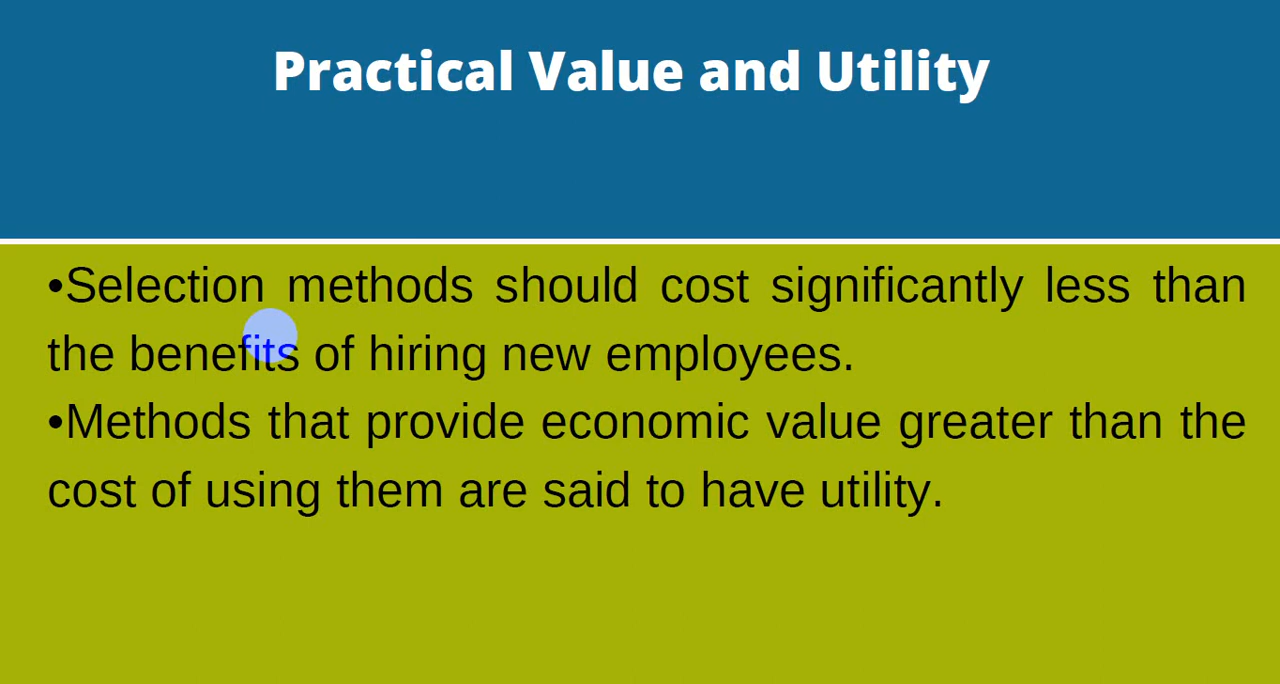 Practical Value and Utility
•Selection methods should cost significantly less than
the benefits of hiring new employees.
•Methods that provide economic value greater than the
cost of using them are said to have utility.